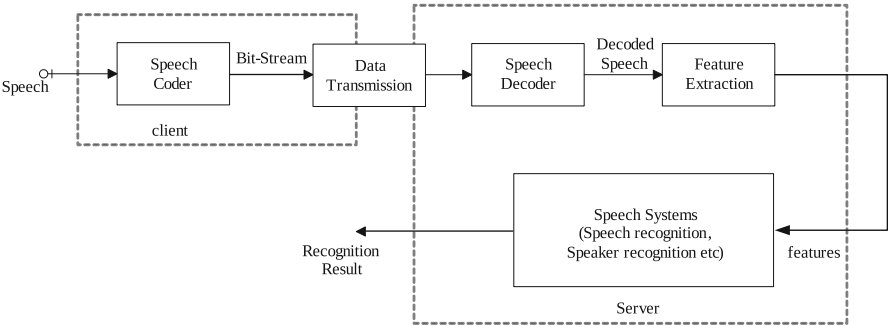 Speech
Speech
Coder
Bit-Stream
Data
Transmission
Speech
Decoder
Decoded
Speech
Feature
Extraction
client
Speech Systems
(Speech recognition,
Speaker recognition etc)
features
Recognition
Result
Server